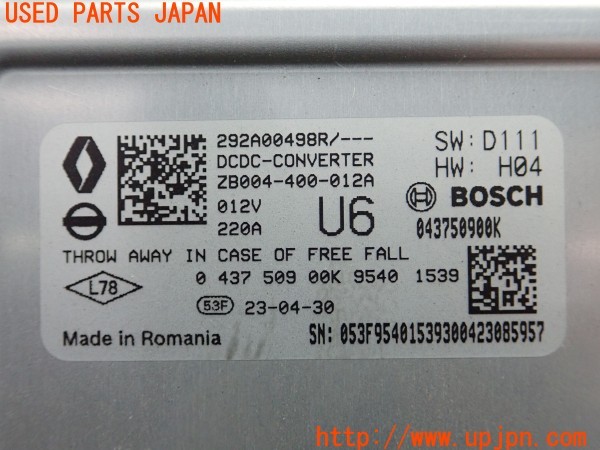 USED PARTS JAPAN
292A00498R/---
DCDC-CONVERTER
ZB004-400-012A
012V
220A
U6
SW: D111
HW: H04
BOSCH
043750900K
THROW AWAY IN CASE OF FREE FALL
L78
0 437 509 00K 9540 1539
53F 23-04-30
Made in Romania
SN: 053F95401539300423085957
http://www.upjpn.com/